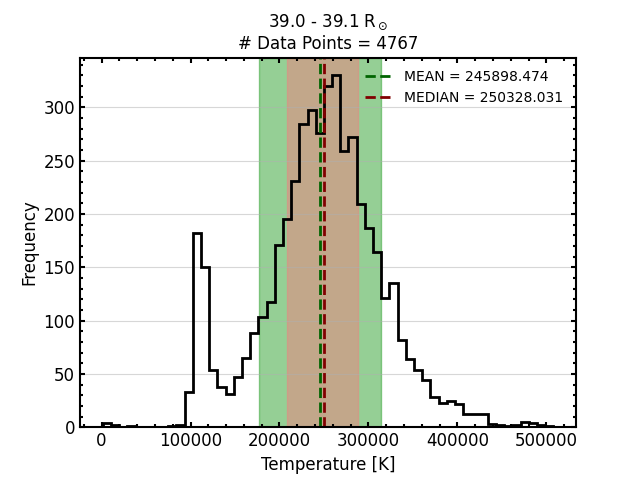 39.0 - 39.1 R⊙
# Data Points = 4767
MEAN = 245898.474
MEDIAN = 250328.031
Frequency
300
250
200
150
100
50
0
0 100000 200000 300000 400000 500000
Temperature [K]